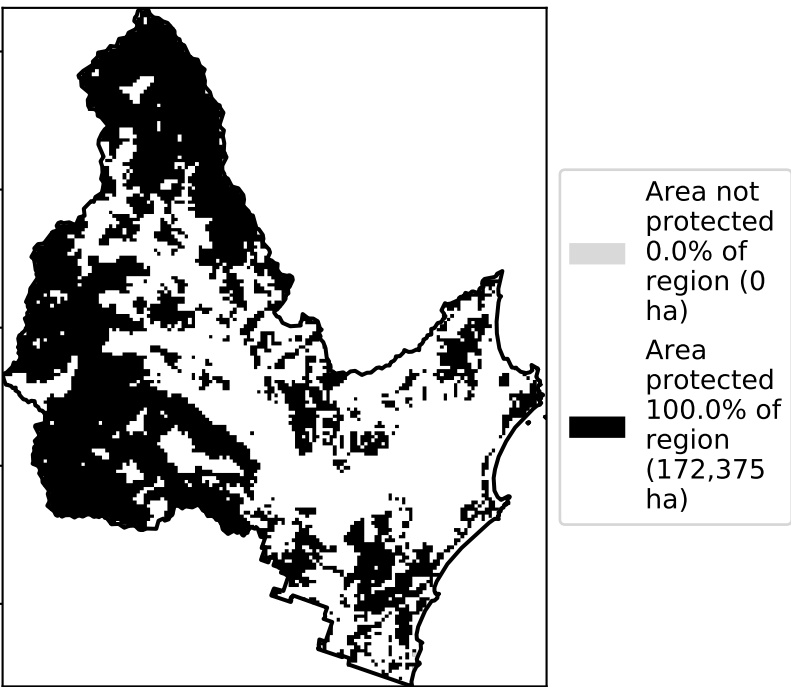 Area not
protected
0.0% of
region (0
ha)
Area
protected
100.0% of
region
(172,375
ha)